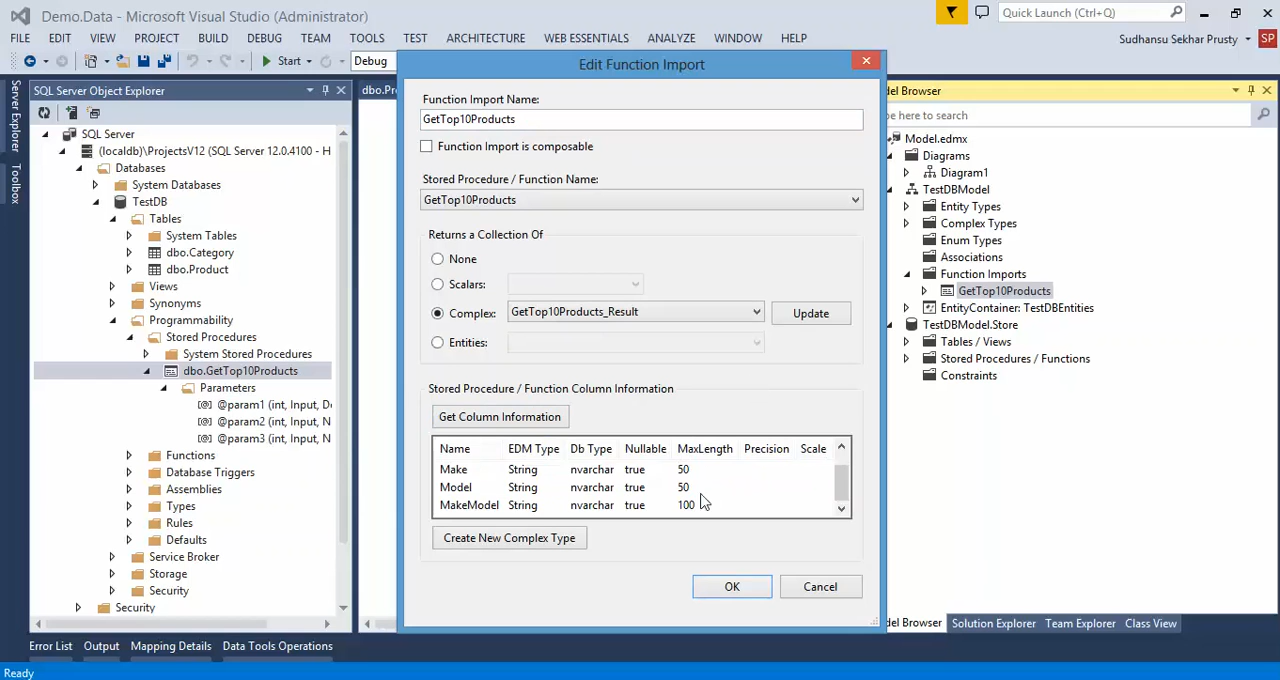 Demo.Data - Microsoft Visual Studio (Administrator)
Quick Launch (Ctrl+Q)
FILE EDIT VIEW PROJECT BUILD DEBUG TEAM TOOLS TEST ARCHITECTURE WEB ESSENTIALS ANALYZE WINDOW HELP
Sudhansu Sekhar Prusty SP
Start Debug
Server Explorer
Toolbox
SQL Server Object Explorer
SQL Server
(localdb)\ProjectsV12 (SQL Server 12.0.4100 - H
Databases
System Databases
TestDB
Tables
System Tables
dbo.Category
dbo.Product
Views
Synonyms
Programmability
Stored Procedures
System Stored Procedures
dbo.GetTop10Products
Parameters
@param1 (int, Input, D
@param2 (int, Input, N
@param3 (int, Input, N
Functions
Database Triggers
Assemblies
Types
Rules
Defaults
Service Broker
Storage
Security
Security
dbo.Pr
Edit Function Import
Function Import Name:
GetTop10Products
Function Import is composable
Stored Procedure / Function Name:
GetTop10Products
Returns a Collection Of
None
Scalars:
Complex: GetTop10Products_Result Update
Entities:
Stored Procedure / Function Column Information
Get Column Information
Name EDM Type Db Type Nullable MaxLength Precision Scale
Make String nvarchar true 50
Model String nvarchar true 50
MakeModel String nvarchar true 100
Create New Complex Type
OK Cancel
del Browser
pe here to search
Model.edmx
Diagrams
Diagram1
TestDBModel
Entity Types
Complex Types
Enum Types
Associations
Function Imports
GetTop10Products
EntityContainer: TestDBEntities
TestDBModel.Store
Tables / Views
Stored Procedures / Functions
Constraints
del Browser Solution Explorer Team Explorer Class View
Error List Output Mapping Details Data Tools Operations
Ready